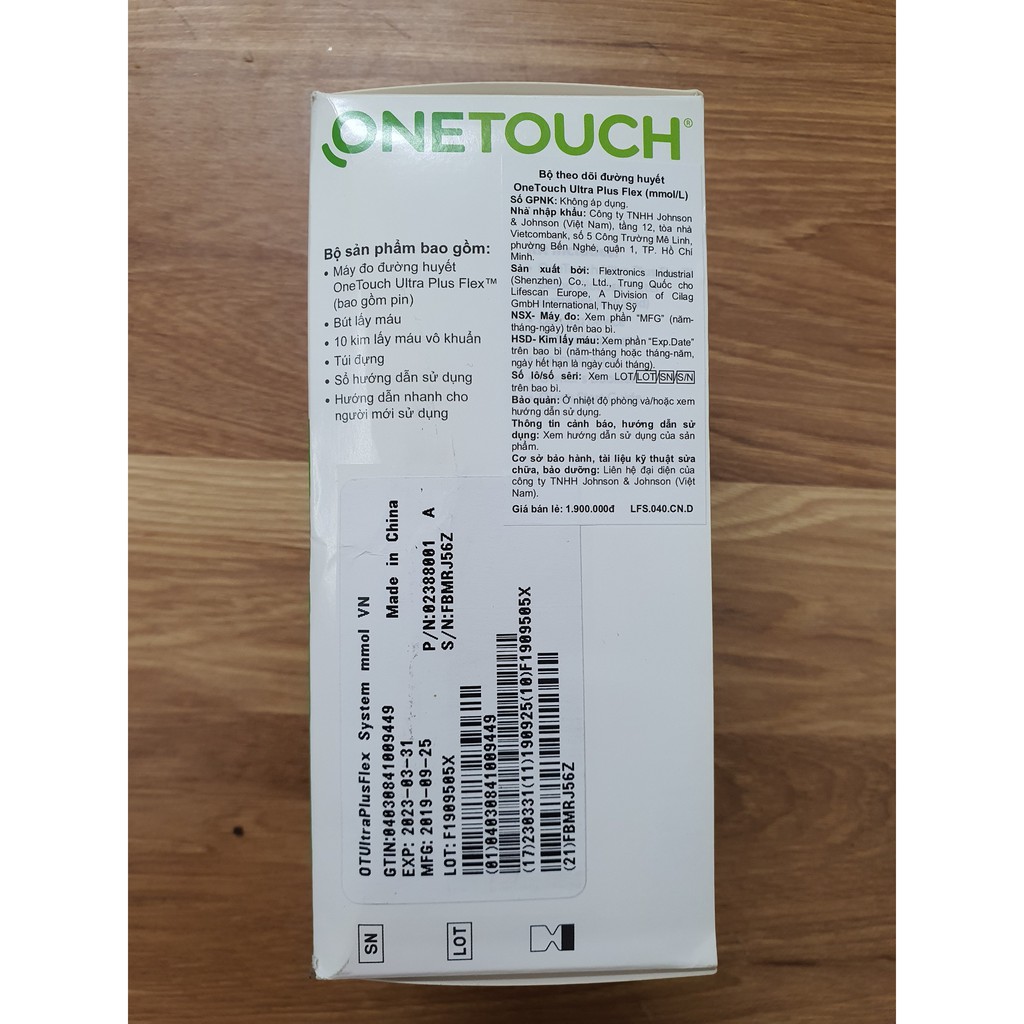 ONETOUCH®
Bộ theo dõi đường huyết
OneTouch Ultra Plus Flex (mmol/L)
Số GPNK: Không áp dụng.
Nhà nhập khẩu: Công ty TNHH Johnson
& Johnson (Việt Nam), tầng 12, tòa nhà
Vietcombank, số 5 Công Trường Mê Linh,
phường Bến Nghé, quận 1, TP. Hồ Chí
Minh.
Sản xuất bởi: Flextronics Industrial
(Shenzhen) Co., Ltd., Trung Quốc cho
Lifescan Europe, A Division of Cilag
GmbH International, Thụy Sỹ
NSX- Máy đo: Xem phần "MFG" (năm-
tháng-ngày) trên bao bì.
HSD- Kim lấy máu: Xem phần "Exp.Date"
trên bao bì (năm-tháng hoặc tháng-năm,
ngày hết hạn là ngày cuối tháng).
Số lô/số sêri: Xem LOT/LOT/SN/S/N
trên bao bì.
Bảo quản: Ở nhiệt độ phòng và/hoặc xem
hướng dẫn sử dụng.
Thông tin cảnh báo, hướng dẫn sử
dụng: Xem hướng dẫn sử dụng của sản
phẩm.
Cơ sở bảo hành, tài liệu kỹ thuật sửa
chữa, bảo dưỡng: Liên hệ đại diện của
công ty TNHH Johnson & Johnson (Việt
Nam).
Giá bán lẻ: 1.900.000đ LFS.040.CN.D
Bộ sản phẩm bao gồm:
• Máy đo đường huyết
OneTouch Ultra Plus Flex™
(bao gồm pin)
• Bút lấy máu
• 10 kim lấy máu vô khuẩn
• Túi đựng
• Sổ hướng dẫn sử dụng
• Hướng dẫn nhanh cho
người mới sử dụng
OTUltraPlusFlex System mmol VN
Made in China
GTIN:04030841009449
EXP: 2023-03-31
MFG: 2019-09-25
P/N:02388001 A
LOT:F1909505X
S/N:FBMRJ56Z
(01)04030841009449
(17)230331(11)190925(10)F1909505X
(21)FBMRJ56Z
SN
LOT